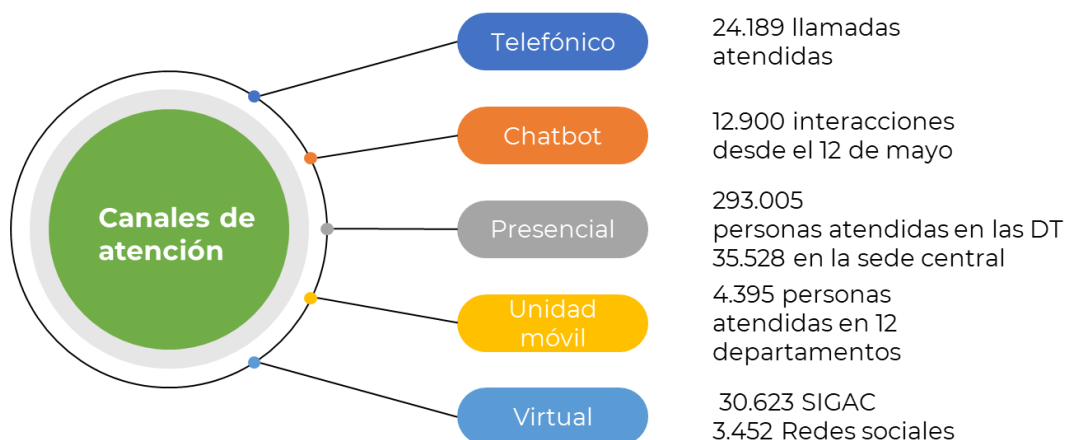 Canales de
atención
Telefónico
24.189 llamadas
atendidas
Chatbot
12.900 interacciones
desde el 12 de mayo
Presencial
293.005
personas atendidas en las DT
35.528 en la sede central
Unidad
móvil
4.395 personas
atendidas en 12
departamentos
Virtual
30.623 SIGAC
3.452 Redes sociales